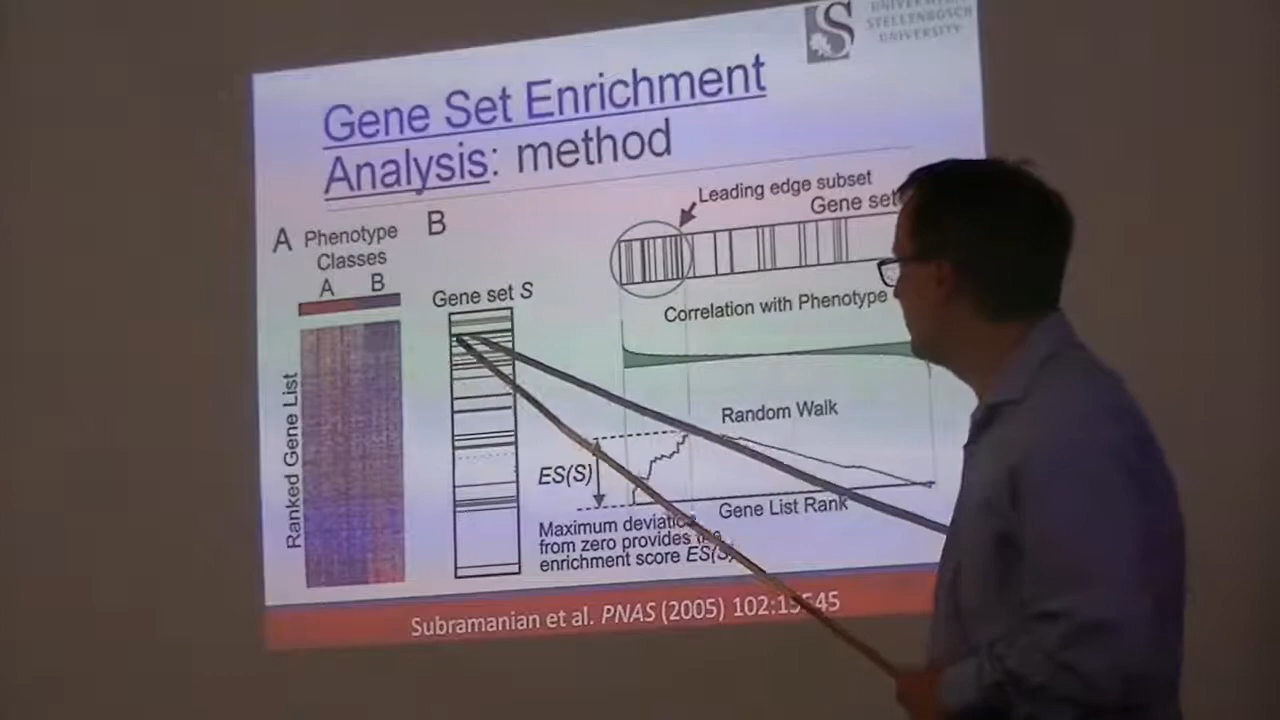 STELLENBOSCH
UNIVERSITY
Gene Set Enrichment
Analysis: method
A
Phenotype
Classes
A B
Ranked Gene List
B
Gene set S
Leading edge subset
Gene set
Correlation with Phenotype
Random Walk
ES(S)
Gene List Rank
Maximum deviation
from zero provides the
enrichment score ES(S)
Subramanian et al. PNAS (2005) 102:15545